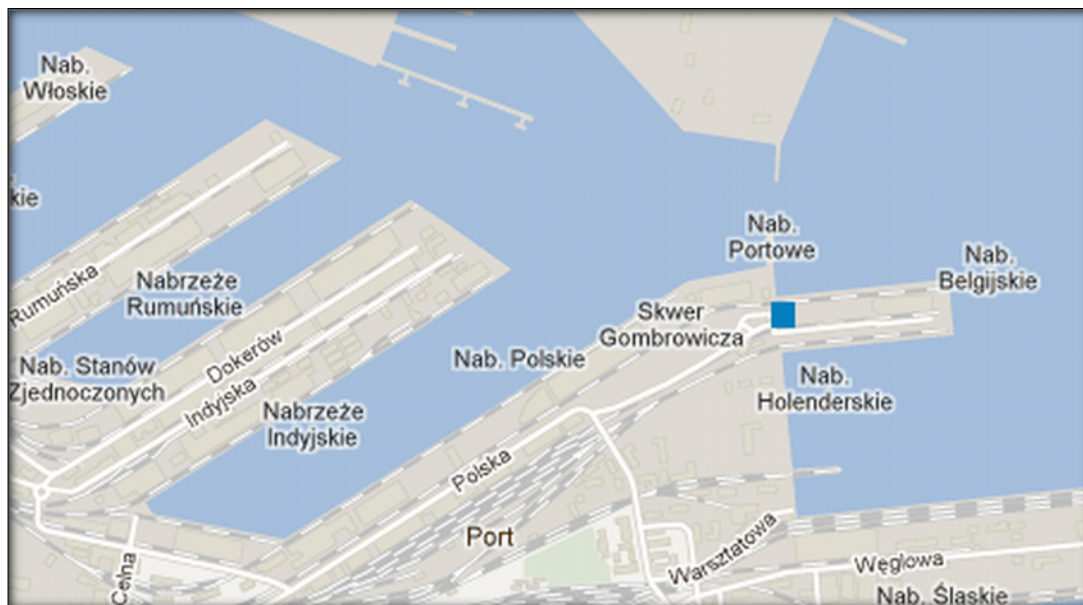 Nab.
Włoskie
kie
Nab.
Portowe
Nab.
Belgijskie
Rumuńska
Nabrzeże
Rumuńskie
Skwer
Gombrowicza
Nab. Stanów
Zjednoczonych
Dokerów
Nab. Polskie
Indyjska
Nab.
Holenderskie
Nabrzeże
Indyjskie
Polska
Port
Warsztatowa
Węglowa
Celna
Nab. Śląskie